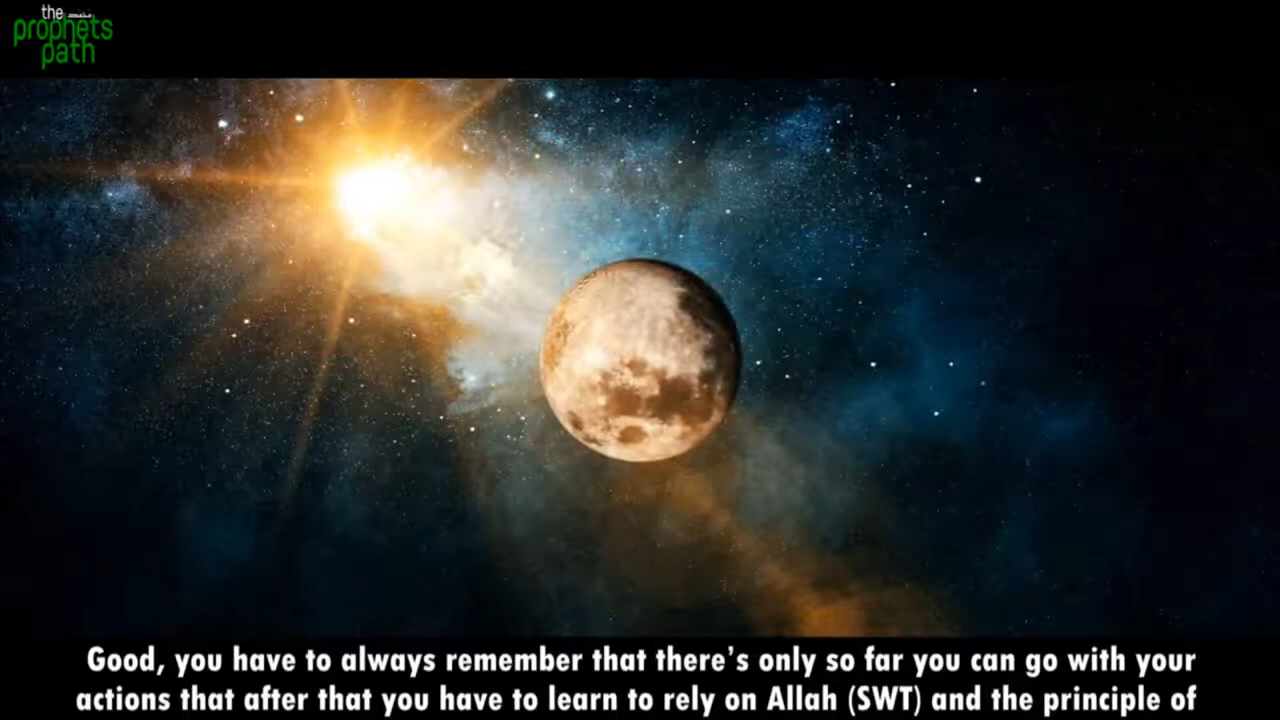 the
prophets
path
Good, you have to always remember that there's only so far you can go with your
actions that after that you have to learn to rely on Allah (SWT) and the principle of